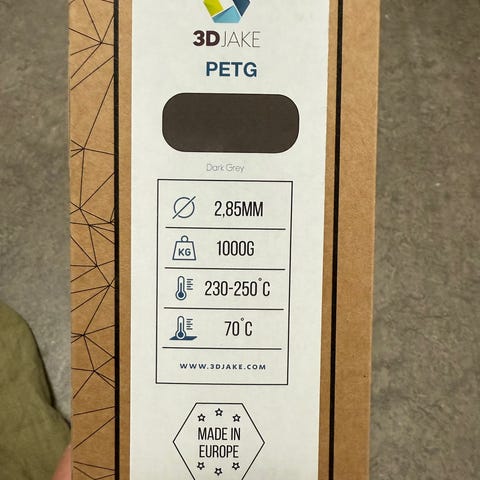 3DJAKE
PETG
Dark Grey
2,85MM
KG
1000G
230-250°C
70°C
WWW.3DJAKE.COM
MADE IN
EUROPE